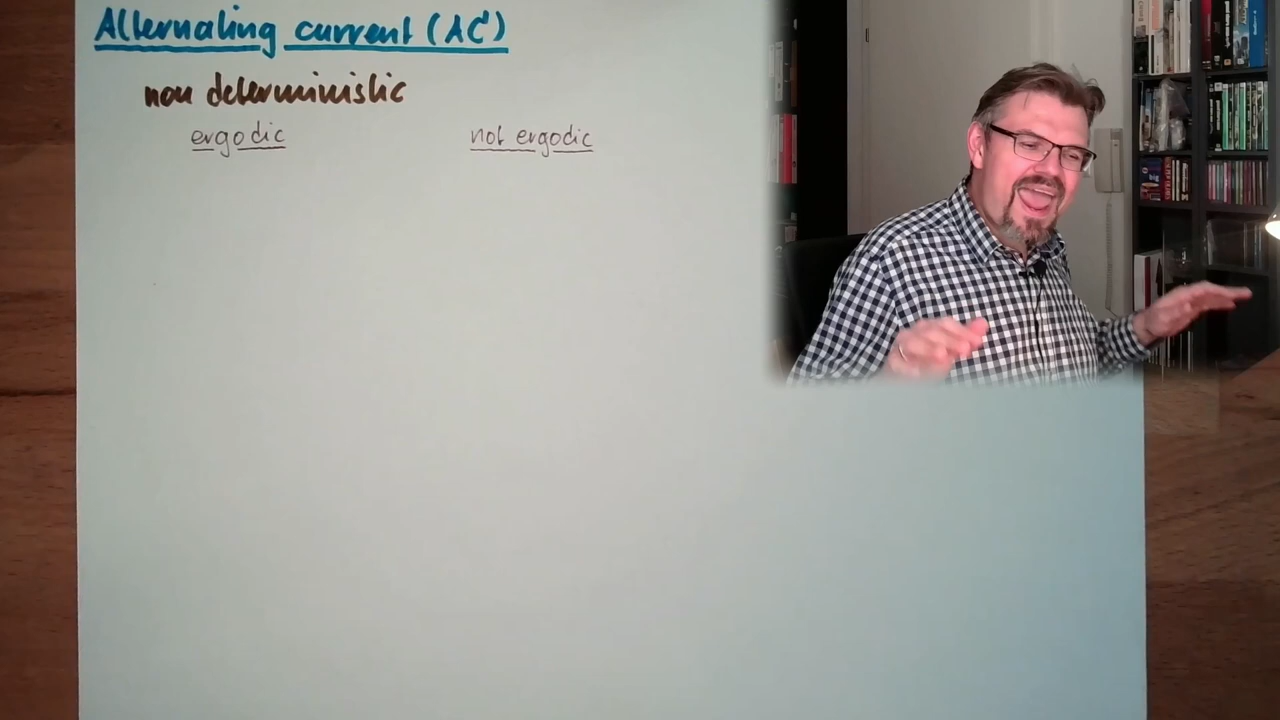 Alternating current (AC)
non deterministic
ergodic
not ergodic